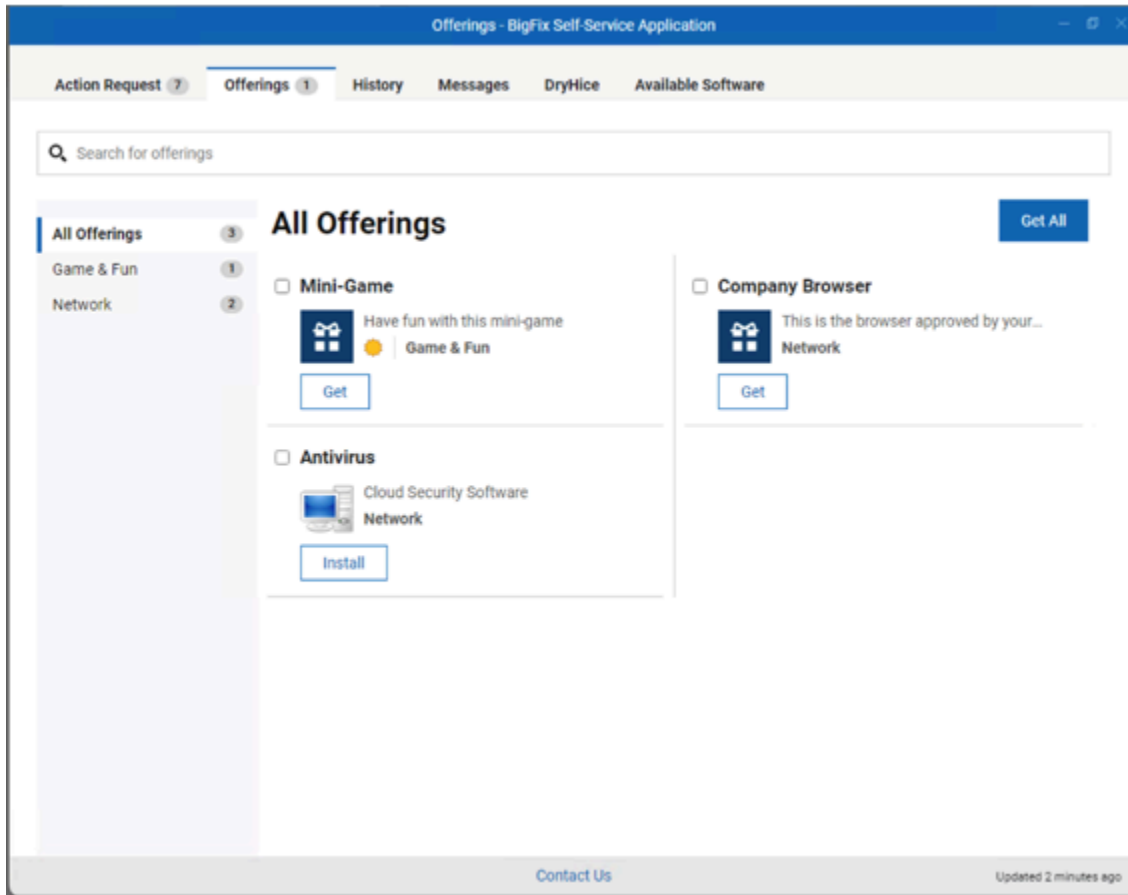 Offerings - BigFix Self-Service Application
Action Request 7 Offerings 1 History Messages DryHice Available Software
Search for offerings
All Offerings 3
Game & Fun 1
Network 2
All Offerings
Get All
Mini-Game
Have fun with this mini-game
Game & Fun
Get
Company Browser
This is the browser approved by your...
Network
Get
Antivirus
Cloud Security Software
Network
Install
Contact Us
Updated 2 minutes ago